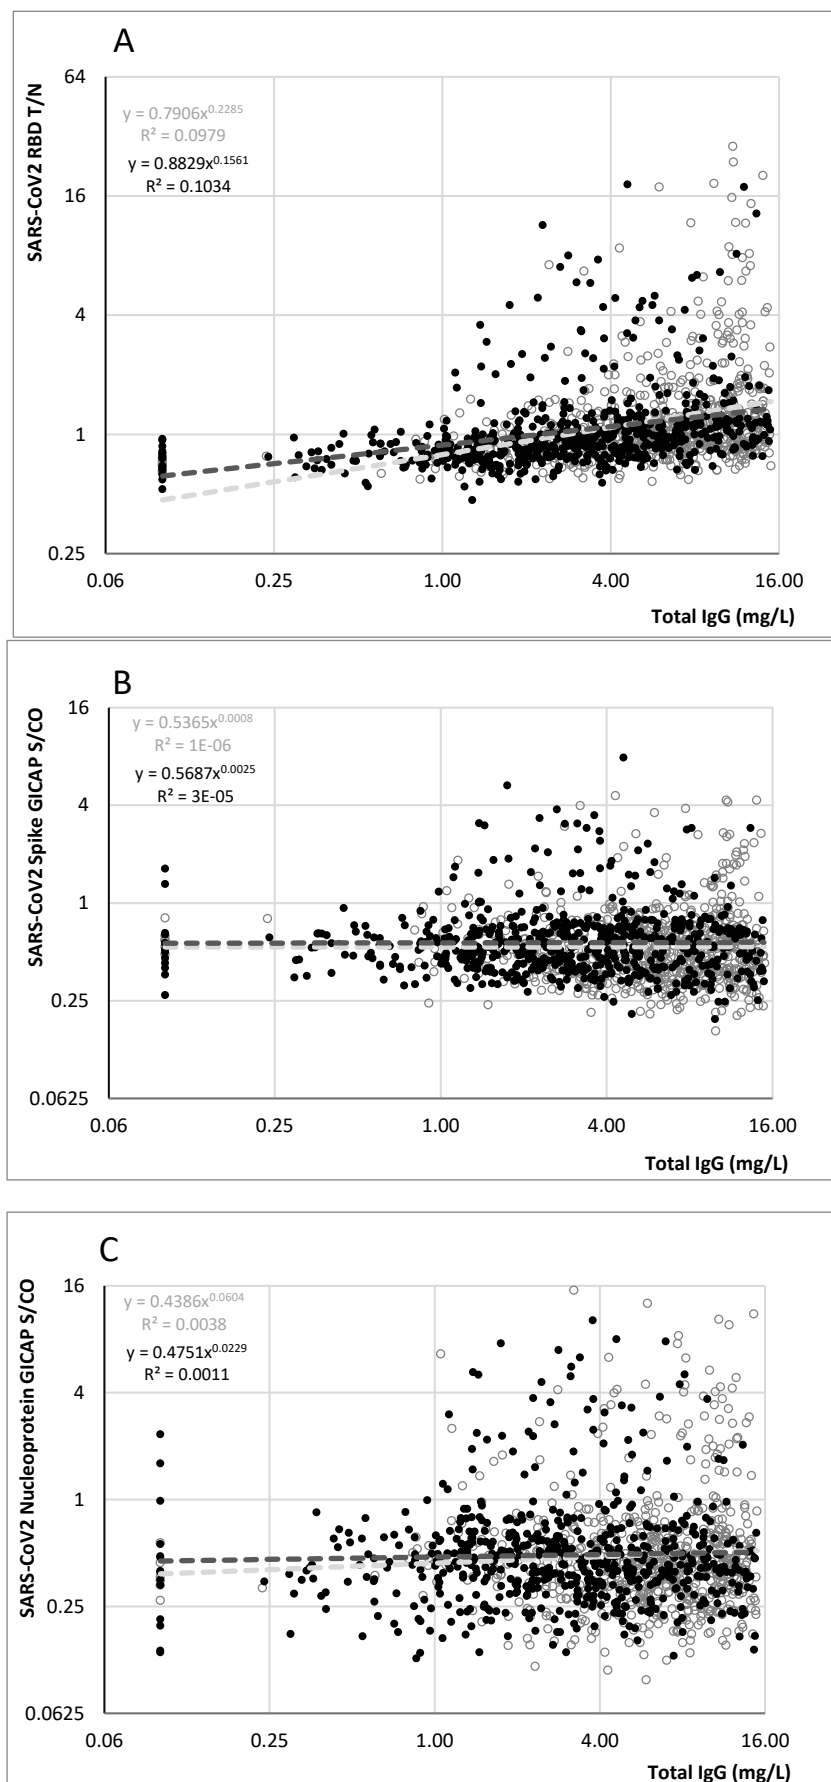 A
SARS-CoV2 RBD T/N
64
16
4
1
0.25
y = 0.7906x^0.2285
R² = 0.0979
y = 0.8829x^0.1561
R² = 0.1034
0.06 0.25 1.00 4.00 16.00
Total IgG (mg/L)
B
SARS-CoV2 Spike GICAP S/CO
16
4
1
0.25
0.0625
y = 0.5365x^0.0008
R² = 1E-06
y = 0.5687x^0.0025
R² = 3E-05
0.06 0.25 1.00 4.00 16.00
Total IgG (mg/L)
C
SARS-CoV2 Nucleoprotein GICAP S/CO
16
4
1
0.25
0.0625
y = 0.4386x^0.0604
R² = 0.0038
y = 0.4751x^0.0229
R² = 0.0011
0.06 0.25 1.00 4.00 16.00
Total IgG (mg/L)